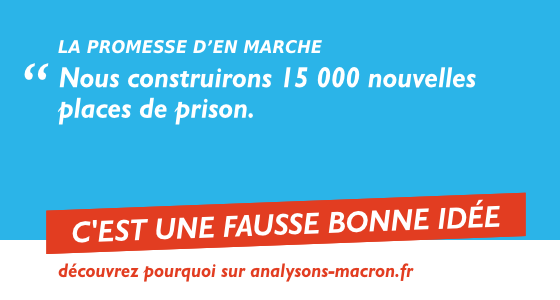 LA PROMESSE D’EN MARCHE
“ Nous construirons 15 000 nouvelles
places de prison.
C'EST UNE FAUSSE BONNE IDÉE
découvrez pourquoi sur analysons-macron.fr